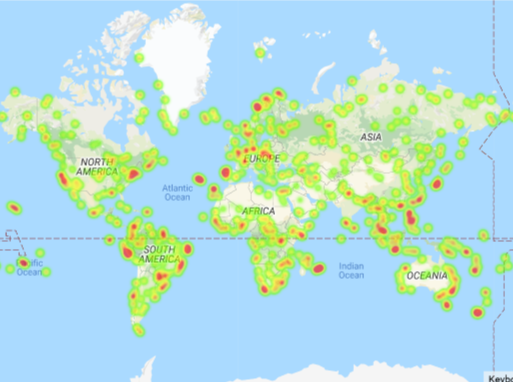 ASIA
NORTH
AMERICA
EUROPE
Atlantic
Ocean
AFRICA
SOUTH
AMERICA
Pacific
Ocean
Indian
Ocean
OCEANIA
Keybo